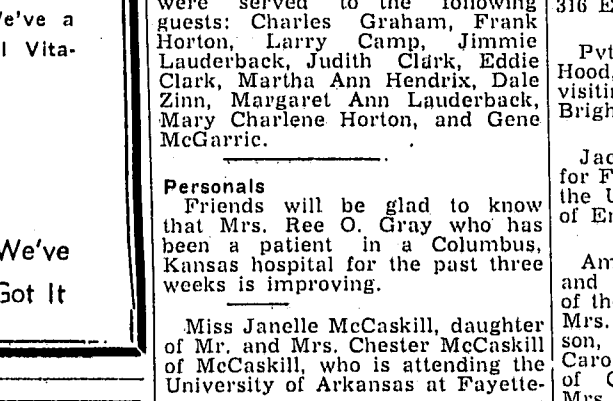 We've a
l Vita-
We've
Got It
were served to the following
guests: Charles Graham, Frank
Horton, Larry Camp, Jimmie
Lauderback, Judith Clark, Eddie
Clark, Martha Ann Hendrix, Dale
Zinn, Margaret Ann Lauderback,
Mary Charlene Horton, and Gene
McGarric.
Personals
Friends will be glad to know
that Mrs. Ree O. Gray who has
been a patient in a Columbus,
Kansas hospital for the past three
weeks is improving.
Miss Janelle McCaskill, daughter
of Mr. and Mrs. Chester McCaskill
of McCaskill, who is attending the
University of Arkansas at Fayette-
316 E
Pvt
Hood,
visiti
Brigh
Jac
for F
the U
of En
Am
and
of th
Mrs.
son,
Caro
of C
Mrs